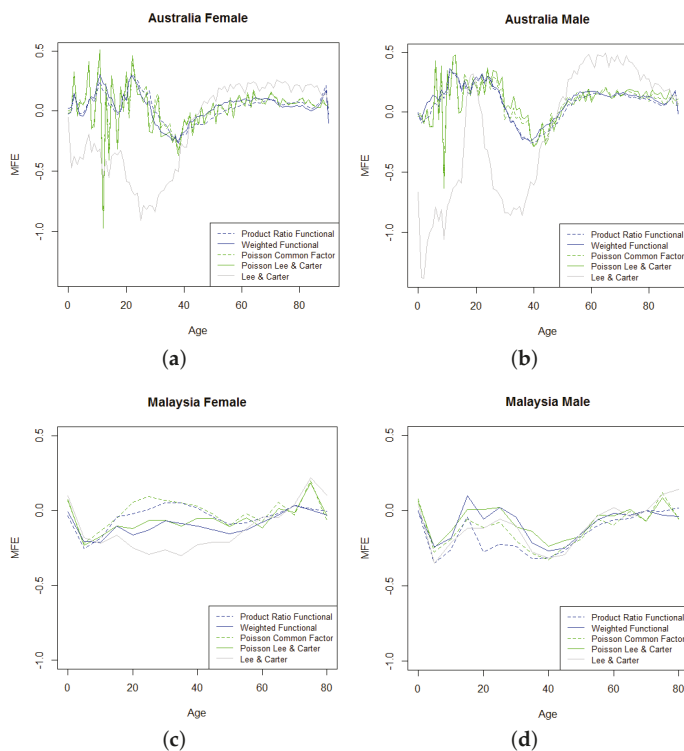 Australia Female
MFE
0.5
0.0
-0.5
-1.0
0 20 40 60 80
Age
Product Ratio Functional
Weighted Functional
Poisson Common Factor
Poisson Lee & Carter
Lee & Carter
(a)
Australia Male
MFE
0.5
0.0
-0.5
-1.0
0 20 40 60 80
Age
Product Ratio Functional
Weighted Functional
Poisson Common Factor
Poisson Lee & Carter
Lee & Carter
(b)
Malaysia Female
MFE
0.5
0.0
-0.5
-1.0
0 20 40 60 80
Age
Product Ratio Functional
Weighted Functional
Poisson Common Factor
Poisson Lee & Carter
Lee & Carter
(c)
Malaysia Male
MFE
0.5
0.0
-0.5
-1.0
0 20 40 60 80
Age
Product Ratio Functional
Weighted Functional
Poisson Common Factor
Poisson Lee & Carter
Lee & Carter
(d)